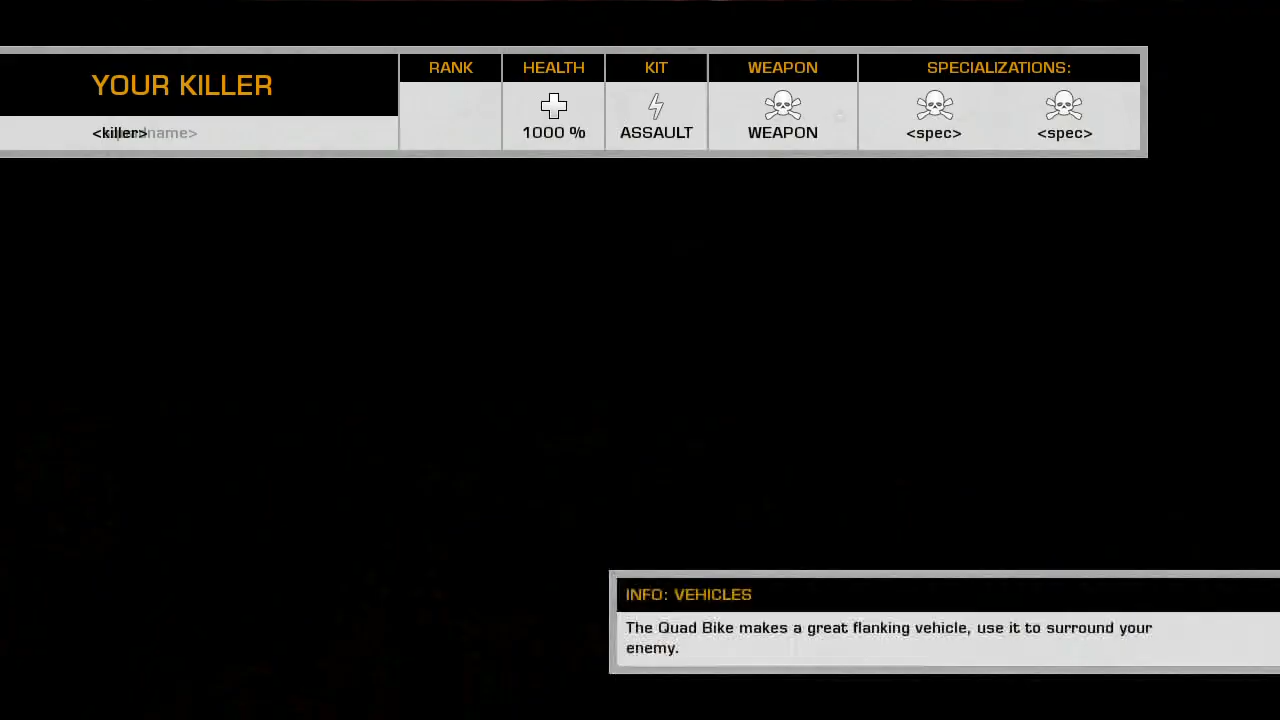 YOUR KILLER
<killer>
RANK
HEALTH
1000 %
KIT
ASSAULT
WEAPON
WEAPON
SPECIALIZATIONS:
<spec> <spec>
INFO: VEHICLES
The Quad Bike makes a great flanking vehicle, use it to surround your
enemy.